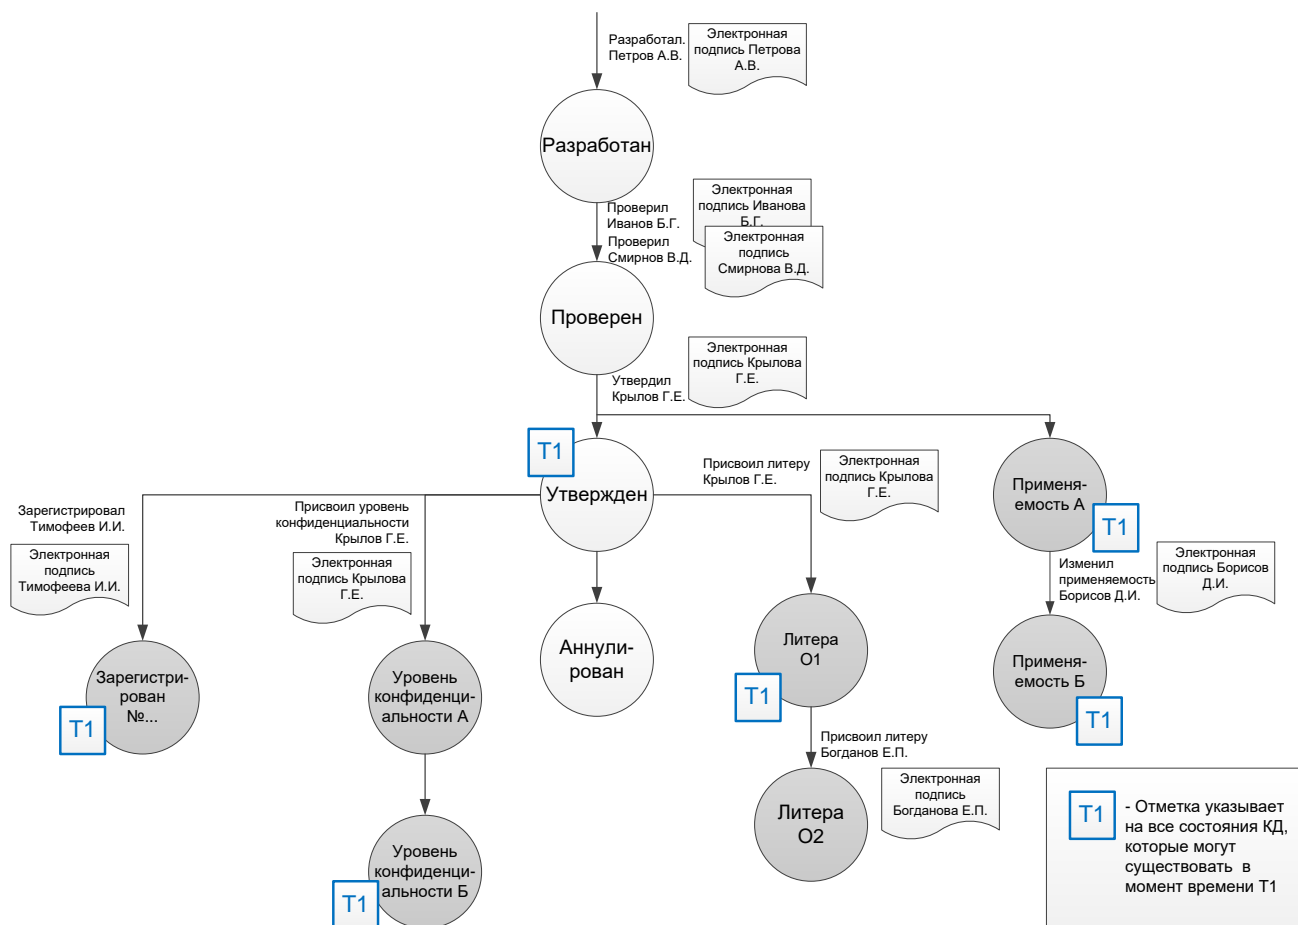 Разработал.
Петров А.В.
Электронная
подпись Петрова
А.В.
Разработан
Проверил
Иванов Б.Г.
Проверил
Смирнов В.Д.
Электронная
подпись Иванова
Б.Г.
Электронная
подпись
Смирнова В.Д.
Проверен
Утвердил
Крылов Г.Е.
Электронная
подпись Крылова
Г.Е.
T1
Утвержден
Присвоил литеру
Крылов Г.Е.
Электронная
подпись Крылова
Г.Е.
Применя-
емость А
T1
Зарегистрировал
Тимофеев И.И.
Электронная
подпись
Тимофеева И.И.
Присвоил уровень
конфиденциальности
Крылов Г.Е.
Электронная
подпись Крылова
Г.Е.
Изменил
применяемость
Борисов Д.И.
Электронная
подпись Борисов
Д.И.
Зарегистри-
рован
№...
T1
Уровень
конфиденци-
альности А
Аннули-
рован
Литера
О1
T1
Применя-
емость Б
T1
Присвоил литеру
Богданов Е.П.
Электронная
подпись
Богданова Е.П.
Литера
О2
Уровень
конфиденци-
альности Б
T1
T1
- Отметка указывает
на все состояния КД,
которые могут
существовать в
момент времени Т1